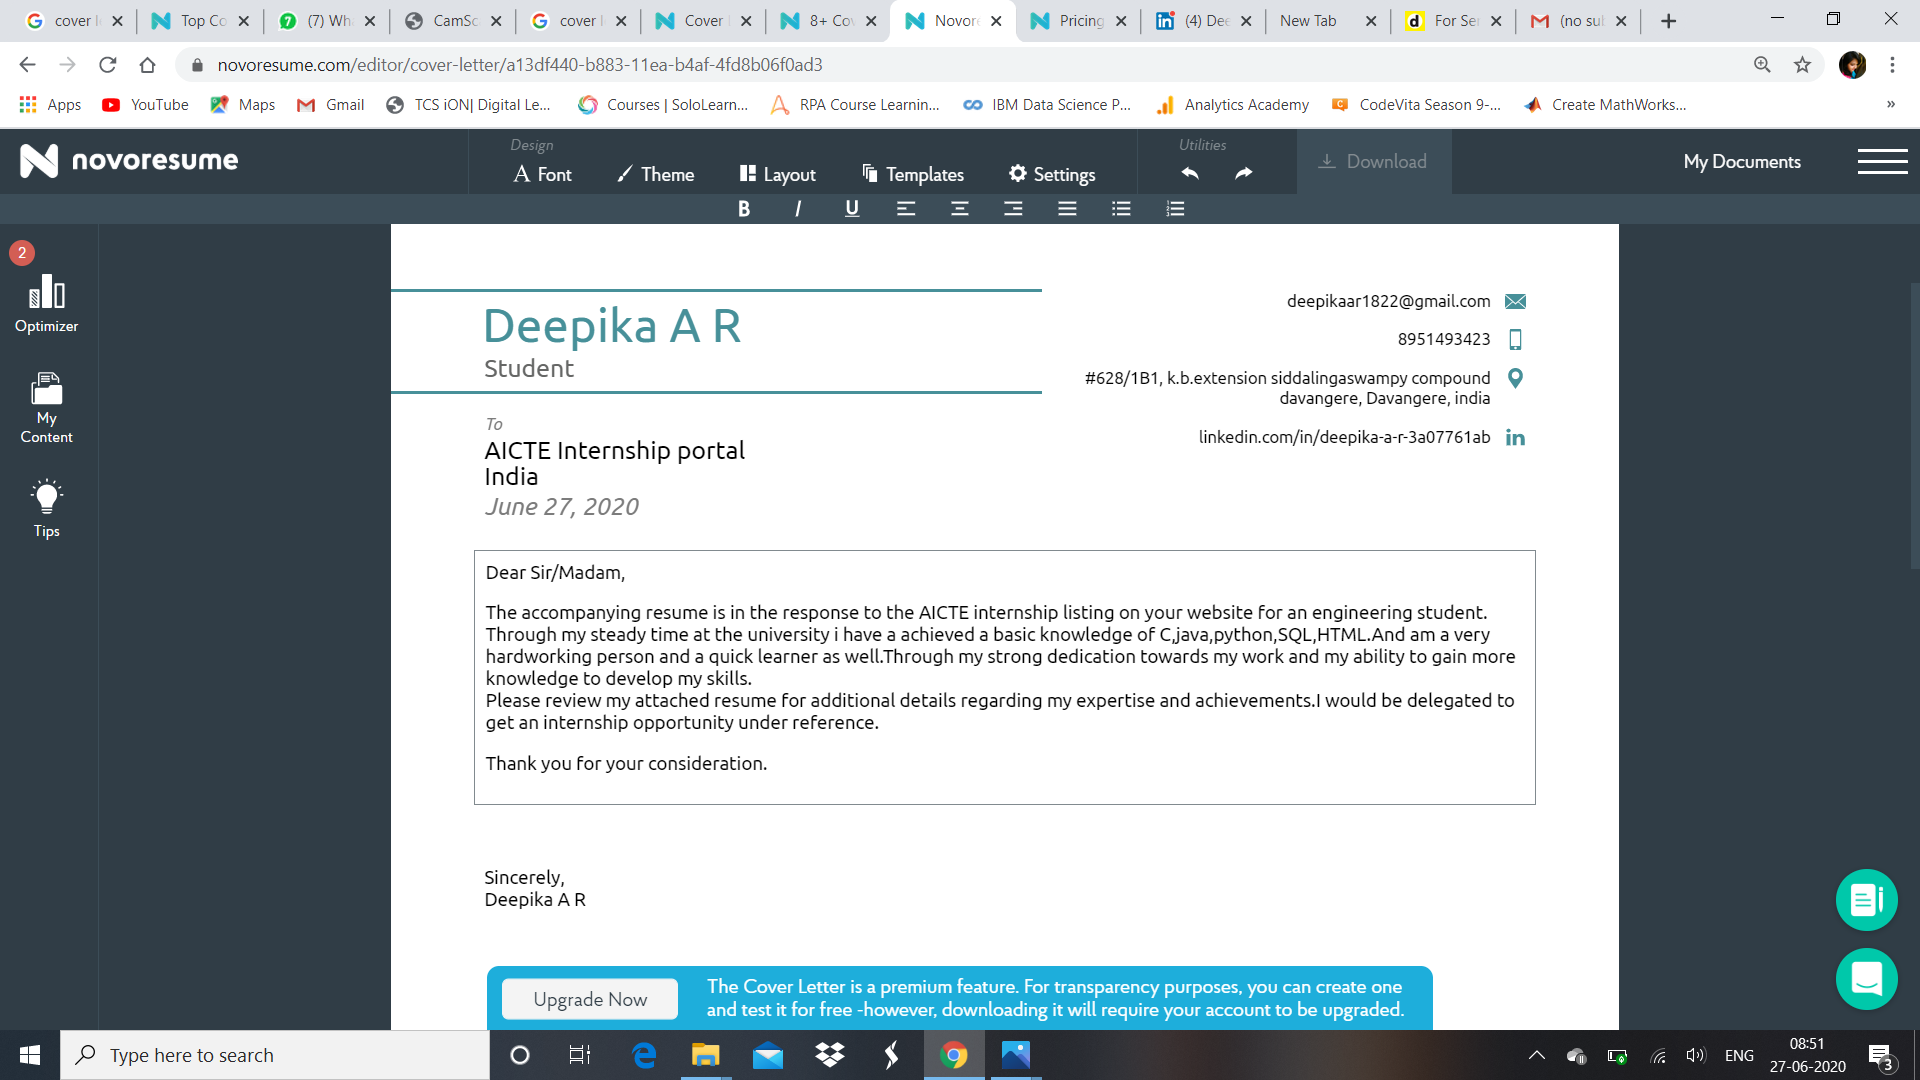 cover l
Top Co
(7) Wh
CamSc
cover l
Cover
8+ Cov
Novor
Pricing
(4) Dee
New Tab
For Se
(no sub
novoresume.com/editor/cover-letter/a13df440-b883-11ea-b4af-4fd8b06f0ad3
Apps
YouTube
Maps
Gmail
TCS iON| Digital Le...
Courses | SoloLearn...
RPA Course Learnin...
IBM Data Science P...
Analytics Academy
CodeVita Season 9-...
Create MathWorks...
»
novoresume
Design
A Font
Theme
Layout
Templates
Settings
Utilities
Download
My Documents
B I U
2
Optimizer
My
Content
Tips
Deepika A R
Student
deepikaar1822@gmail.com
8951493423
#628/1B1, k.b.extension siddalingaswampy compound
davangere, Davangere, india
linkedin.com/in/deepika-a-r-3a07761ab
To
AICTE Internship portal
India
June 27, 2020
Dear Sir/Madam,
The accompanying resume is in the response to the AICTE internship listing on your website for an engineering student.
Through my steady time at the university i have a achieved a basic knowledge of C,java,python,SQL,HTML.And am a very
hardworking person and a quick learner as well.Through my strong dedication towards my work and my ability to gain more
knowledge to develop my skills.
Please review my attached resume for additional details regarding my expertise and achievements.I would be delegated to
get an internship opportunity under reference.
Thank you for your consideration.
Sincerely,
Deepika A R
Upgrade Now
The Cover Letter is a premium feature. For transparency purposes, you can create one
and test it for free -however, downloading it will require your account to be upgraded.
Type here to search
ENG
08:51
27-06-2020
3